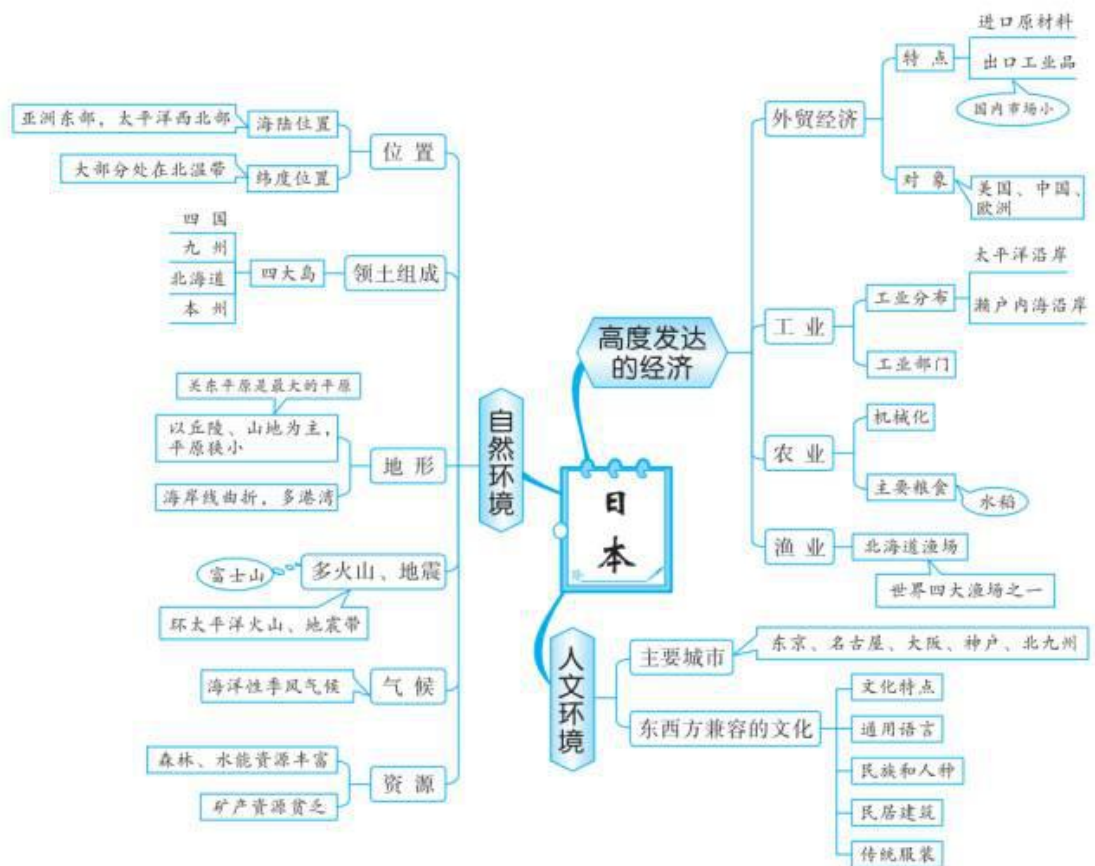 日
本
自然环境
位置
海陆位置
亚洲东部，太平洋西北部
纬度位置
大部分处在北温带
领土组成
四大岛
四国
九州
北海道
本州
地形
关东平原是最大的平原
以丘陵、山地为主，
平原狭小
海岸线曲折，多港湾
多火山、地震
富士山
环太平洋火山、地震带
气候
海洋性季风气候
资源
森林、水能资源丰富
矿产资源贫乏
高度发达
的经济
外贸经济
特点
进口原材料
出口工业品
国内市场小
对象
美国、中国、
欧洲
工业
工业分布
太平洋沿岸
濑户内海沿岸
工业部门
农业
机械化
主要粮食
水稻
渔业
北海道渔场
世界四大渔场之一
人文环境
主要城市
东京、名古屋、大阪、神户、北九州
东西方兼容的文化
文化特点
通用语言
民族和人种
民居建筑
传统服装